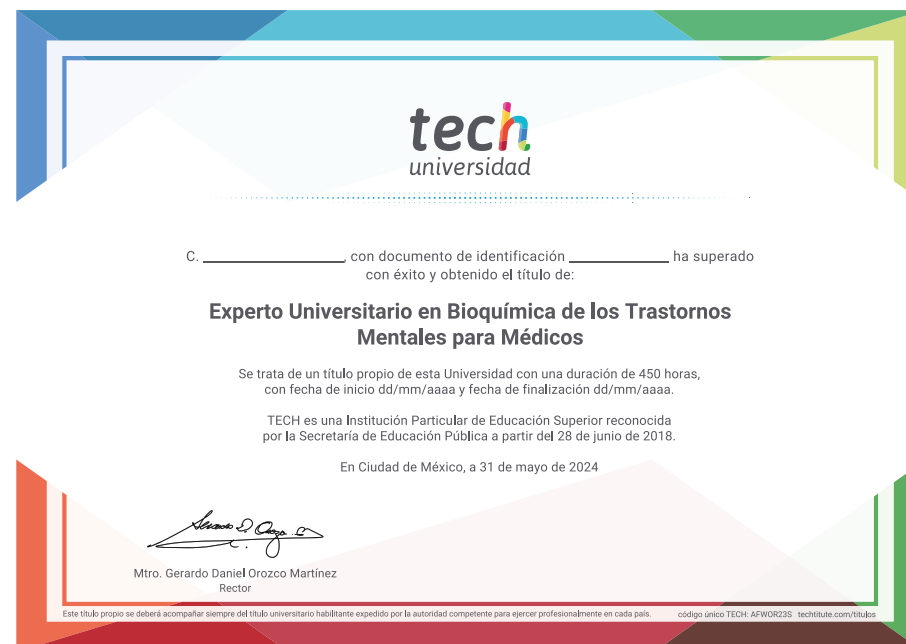 tech
universidad
C. ____________, con documento de identificación ____________ ha superado
con éxito y obtenido el título de:
Experto Universitario en Bioquímica de los Trastornos
Mentales para Médicos
Se trata de un título propio de esta Universidad con una duración de 450 horas,
con fecha de inicio dd/mm/aaaa y fecha de finalización dd/mm/aaaa.
TECH es una Institución Particular de Educación Superior reconocida
por la Secretaría de Educación Pública a partir del 28 de junio de 2018.
En Ciudad de México, a 31 de mayo de 2024
Mtro. Gerardo Daniel Orozco Martínez
Rector
Este título propio se deberá acompañar siempre del título universitario habilitante expedido por la autoridad competente para ejercer profesionalmente en cada país. código único TECH: AFWOR23S techtitute.com/titulos